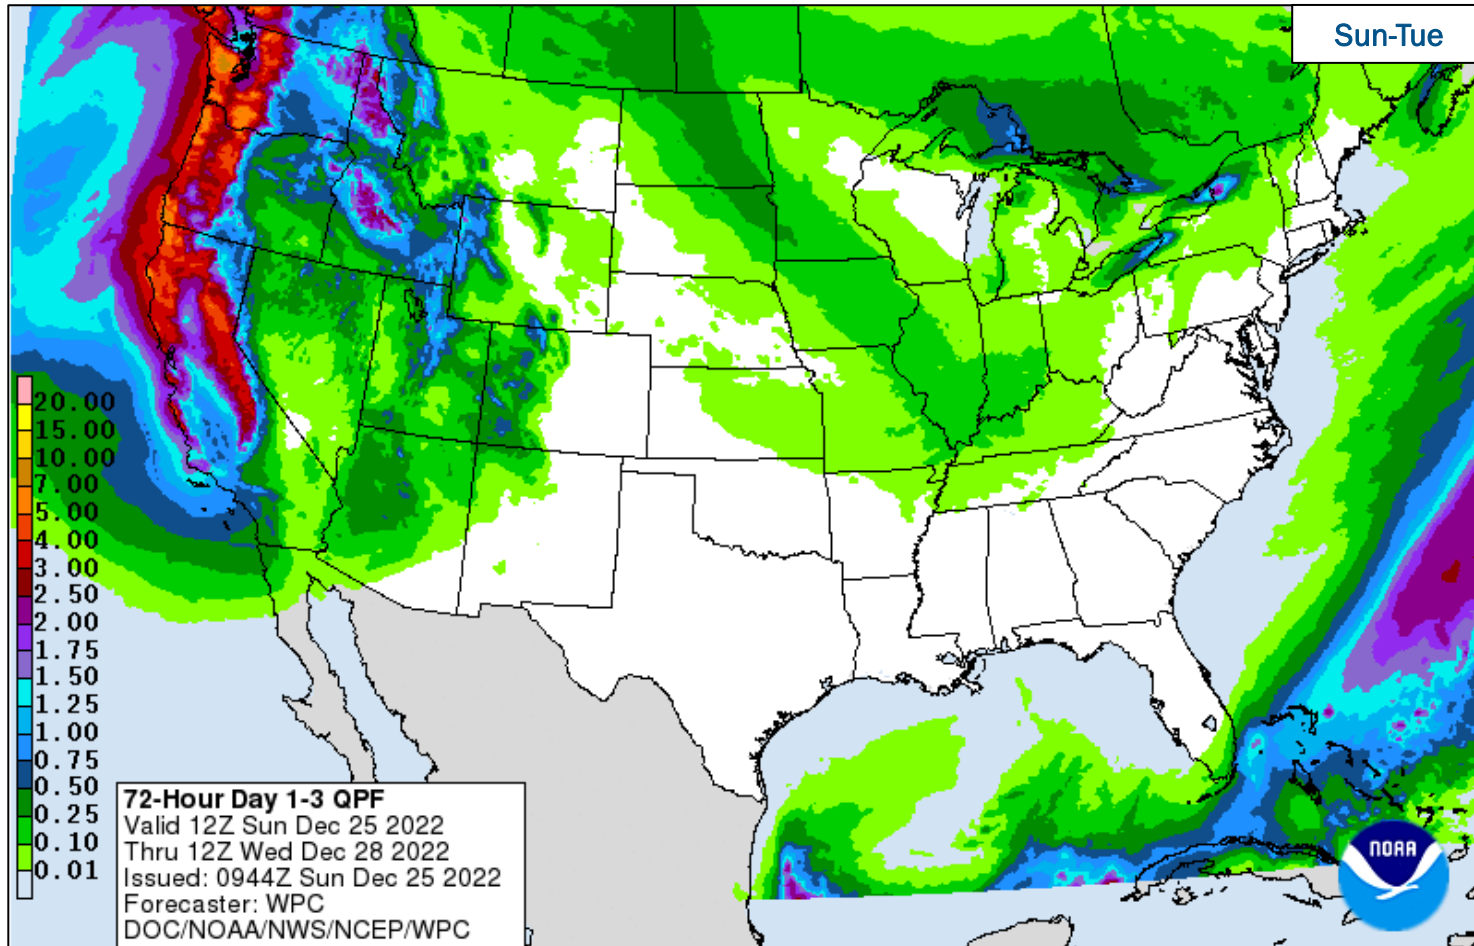 Sun-Tue
20.00
15.00
10.00
7.00
5.00
4.00
3.00
2.50
2.00
1.75
1.50
1.25
1.00
0.75
0.50
0.25
0.10
0.01
72-Hour Day 1-3 QPF
Valid 12Z Sun Dec 25 2022
Thru 12Z Wed Dec 28 2022
Issued: 0944Z Sun Dec 25 2022
Forecaster: WPC
DOC/NOAA/NWS/NCEP/WPC
NOAA